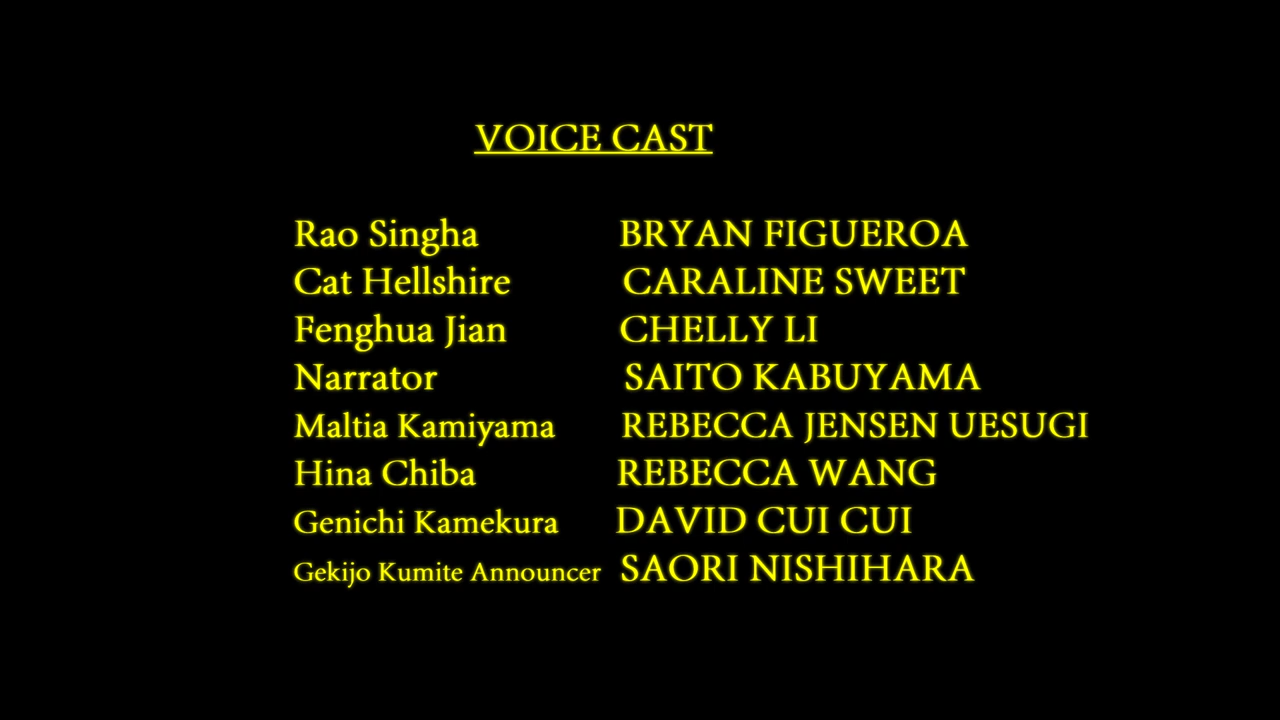 VOICE CAST
Rao Singha BRYAN FIGUEROA
Cat Hellshire CARALINE SWEET
Fenghua Jian CHELLY LI
Narrator SAITO KABUYAMA
Maltia Kamiyama REBECCA JENSEN UESUGI
Hina Chiba REBECCA WANG
Genichi Kamekura DAVID CUI CUI
Gekijo Kumite Announcer SAORI NISHIHARA